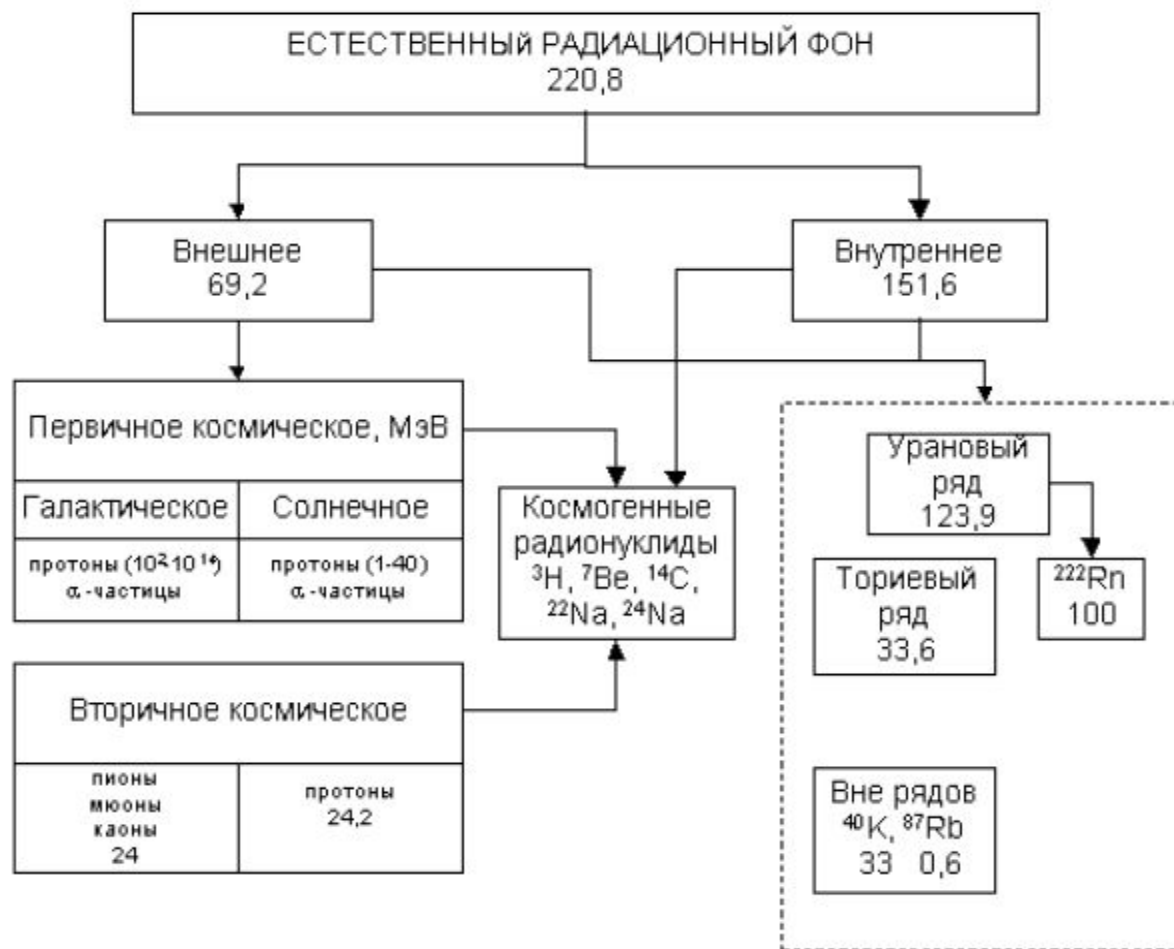 ЕСТЕСТВЕННЫй РАДИАЦИОННЫЙ ФОН
220,8
Внешнее
69,2
Внутреннее
151,6
Первичное космическое, МэВ
Галактическое
Солнечное
протоны (10²-10¹⁴)
α-частицы
протоны (1-40)
α-частицы
Космогенные
радионуклиды
³H, ⁷Be, ¹⁴C,
²²Na, ²⁴Na
Урановый
ряд
123,9
Ториевый
ряд
33,6
²²²Rn
100
Вторичное космическое
пионы
мюоны
каоны
24
протоны
24,2
Вне рядов
⁴⁰K, ⁸⁷Rb
33 0,6